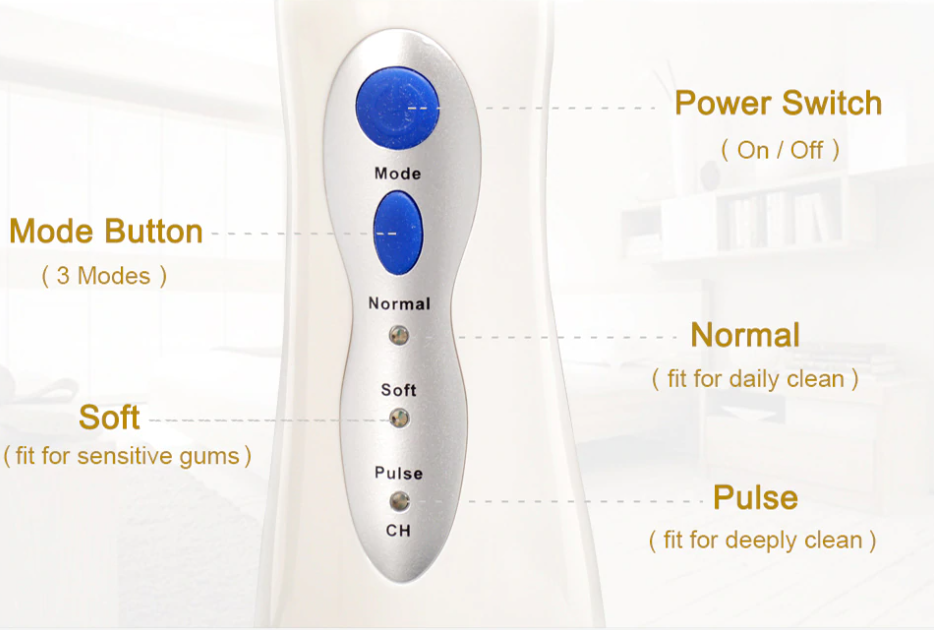 Power Switch
( On / Off )
Mode
Mode Button
( 3 Modes )
Normal
Normal
( fit for daily clean )
Soft
Soft
( fit for sensitive gums )
Pulse
Pulse
( fit for deeply clean )
CH